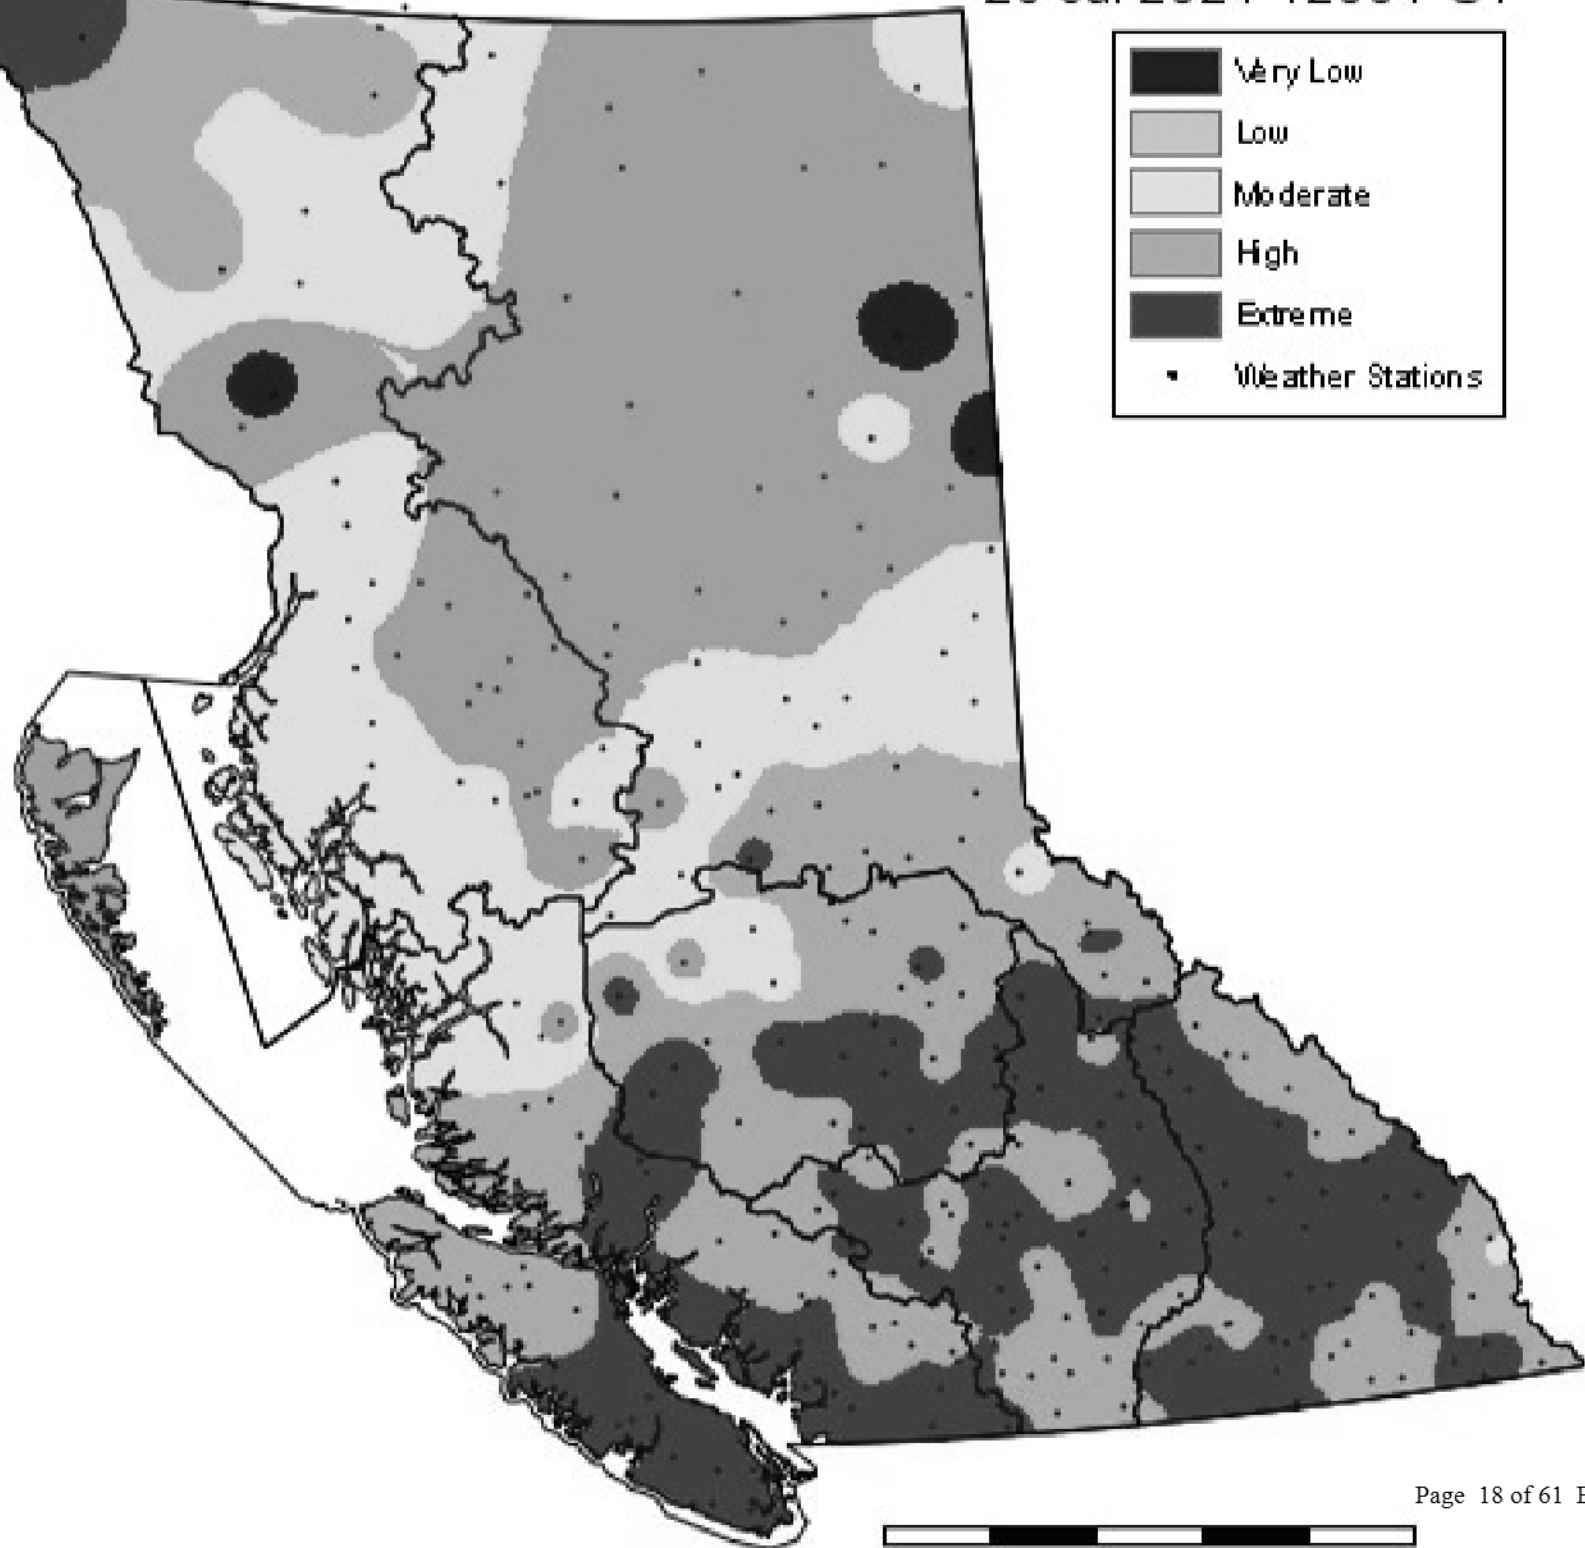 Very Low
Low
Moderate
High
Extreme
Weather Stations
Page 18 of 61